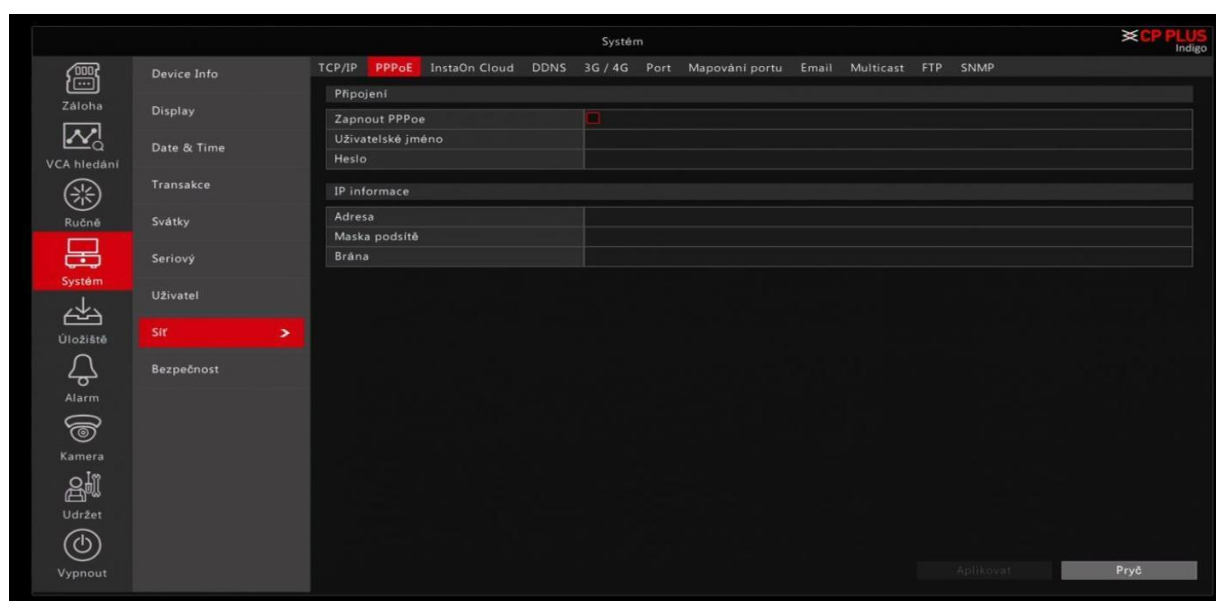 Systém
CP PLUS
Indigo
Záloha
VCA hledání
Ručně
Systém
Úložiště
Alarm
Kamera
Udržet
Vypnout
Device Info
Display
Date & Time
Transakce
Svátky
Seriový
Uživatel
Síť
Bezpečnost
TCP/IP PPPoE InstaOn Cloud DDNS 3G / 4G Port Mapování portu Email Multicast FTP SNMP
Připojení
Zapnout PPPoe
Uživatelské jméno
Heslo
IP informace
Adresa
Maska podsítě
Brána
Aplikovat Pryč